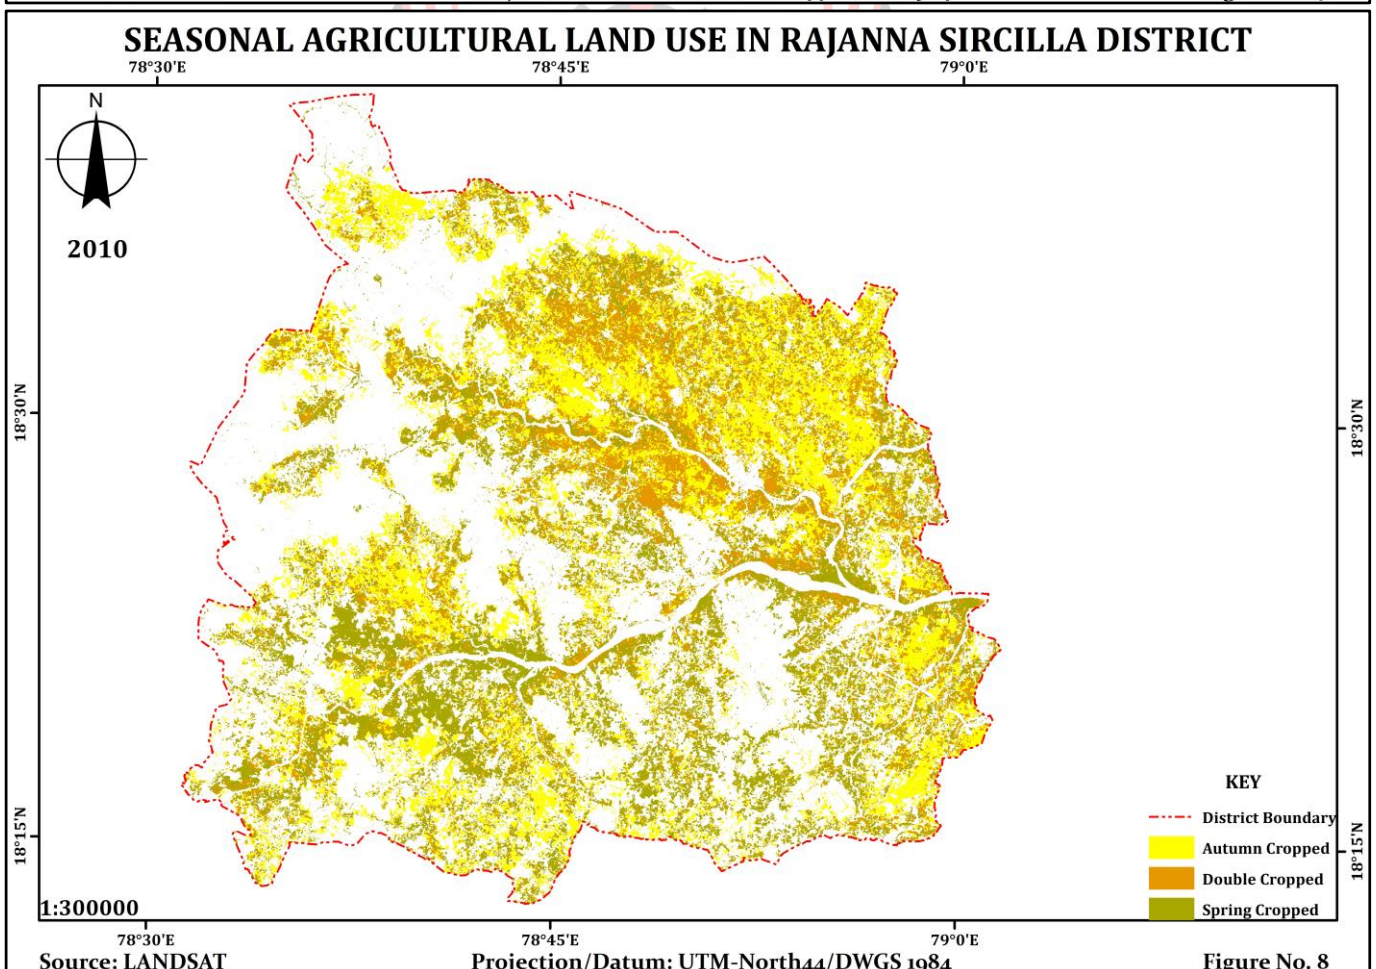 SEASONAL AGRICULTURAL LAND USE IN RAJANNA SIRCILLA DISTRICT
78°30'E 78°45'E 79°0'E
N
2010
18°30'N 18°30'N
KEY
District Boundary
18°15'N 18°15'N
Autumn Cropped
Double Cropped
Spring Cropped
1:300000
78°30'E 78°45'E 79°0'E
Source: LANDSAT Projection/Datum: UTM-North44/DWGS 1984 Figure No. 8